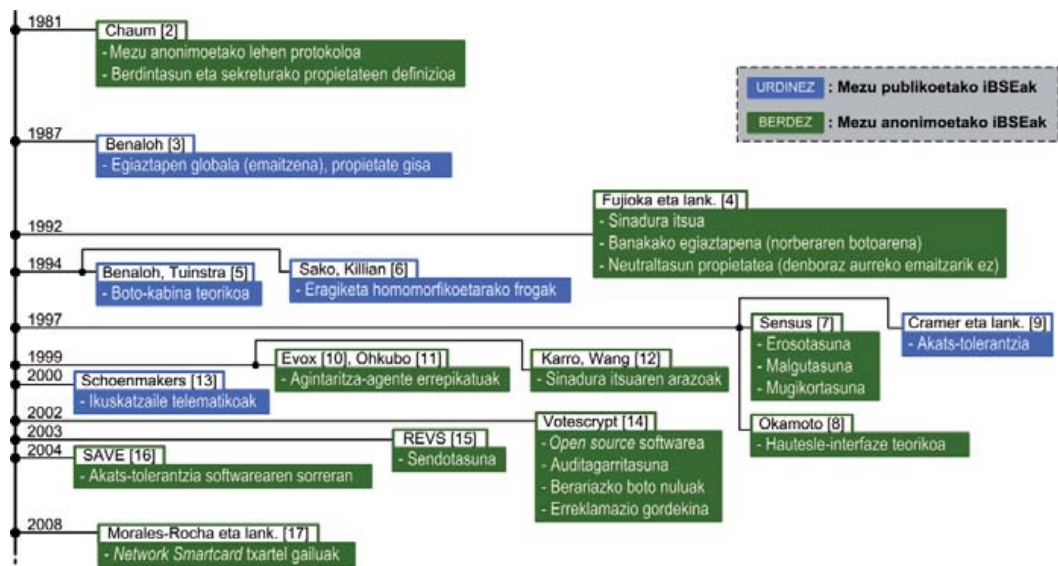 1981
Chaum [2]
- Mezu anonimoetako lehen protokoloa
- Berdintasun eta sekreturako propietateen definizioa
URDINEZ : Mezu publikoetako iBSEak
BERDEZ : Mezu anonimoetako iBSEak
1987
Benaloh [3]
- Egiaztapen globala (emaitzena), propietate gisa
1992
Fujioka eta lank. [4]
- Sinadura itsua
- Banakako egiaztapena (norberaren botoarena)
- Neutraltasun propietatea (denboraz aurreko emaitzarik ez)
1994
Benaloh, Tuinstra [5]
- Boto-kabina teorikoa
Sako, Killian [6]
- Eragiketa homomorfikoetarako frogak
1997
Sensus [7]
- Erosotasuna
- Malgutasuna
- Mugikortasuna
Cramer eta lank. [9]
- Akats-tolerantzia
Okamoto [8]
- Hautesle-interfaze teorikoa
1999
Evox [10], Ohkubo [11]
- Agintaritza-agente errepikatuak
Karro, Wang [12]
- Sinadura itsuaren arazoak
2000
Schoenmakers [13]
- Ikuskatzaile telematikoak
2002
Votescrypt [14]
- Open source softwarea
- Auditagarritasuna
- Berariazko boto nuluak
- Erreklamazio gordekina
2003
REVS [15]
- Sendotasuna
2004
SAVE [16]
- Akats-tolerantzia softwarearen sorreran
2008
Morales-Rocha eta lank. [17]
- Network Smartcard txartel gailuak